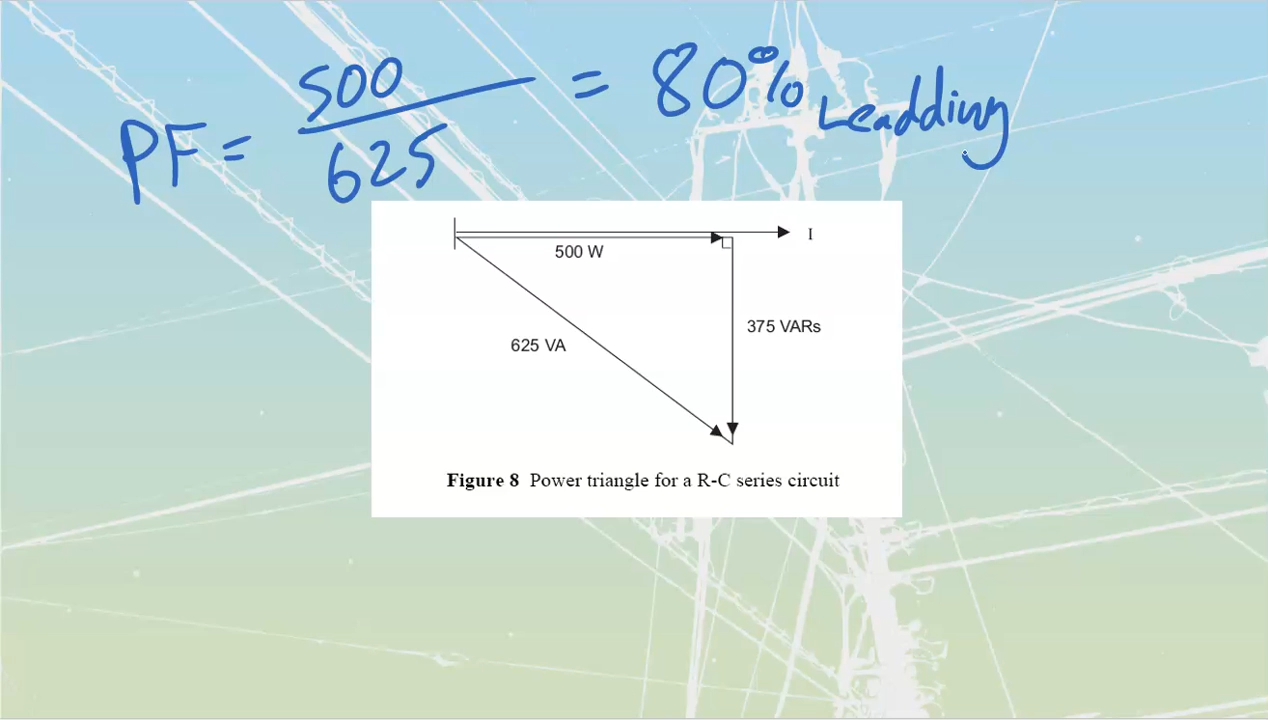 PF = 500/625 = 80% Leadding
I
500 W
375 VARs
625 VA
Figure 8 Power triangle for a R-C series circuit